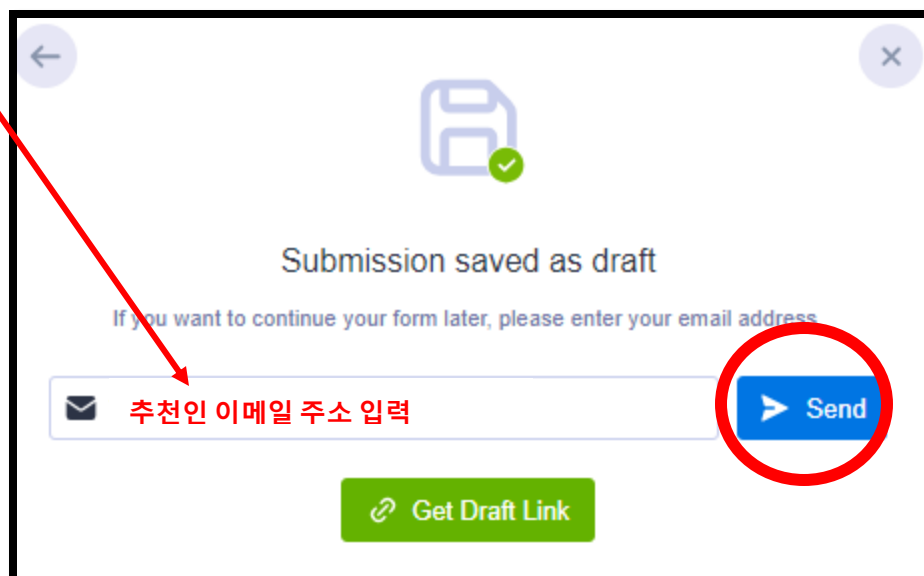 Submission saved as draft
If you want to continue your form later, please enter your email address
추천인 이메일 주소 입력
Send
Get Draft Link